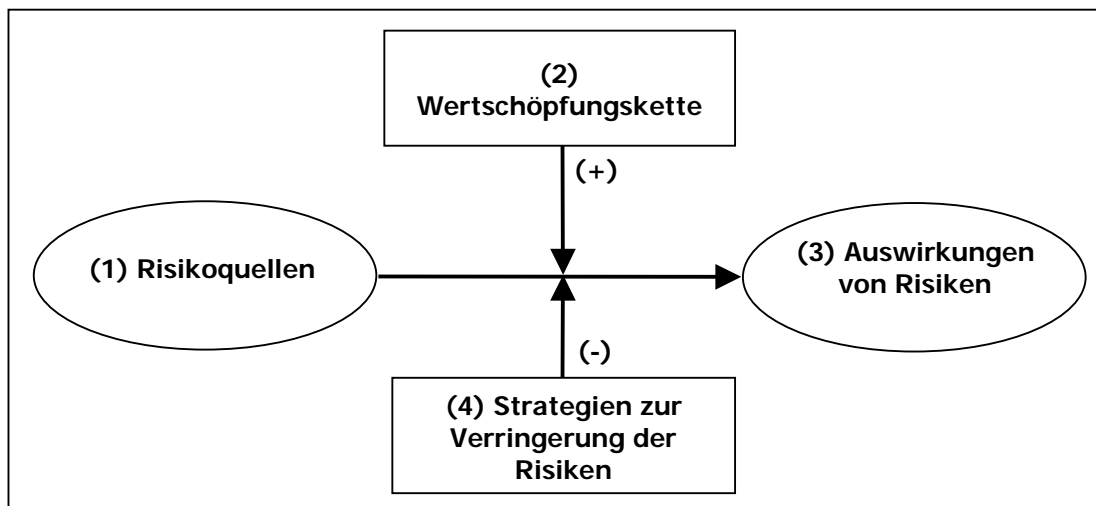 (2)
Wertschöpfungskette
(+)
(1) Risikoquellen
(3) Auswirkungen
von Risiken
(-)
(4) Strategien zur
Verringerung der
Risiken